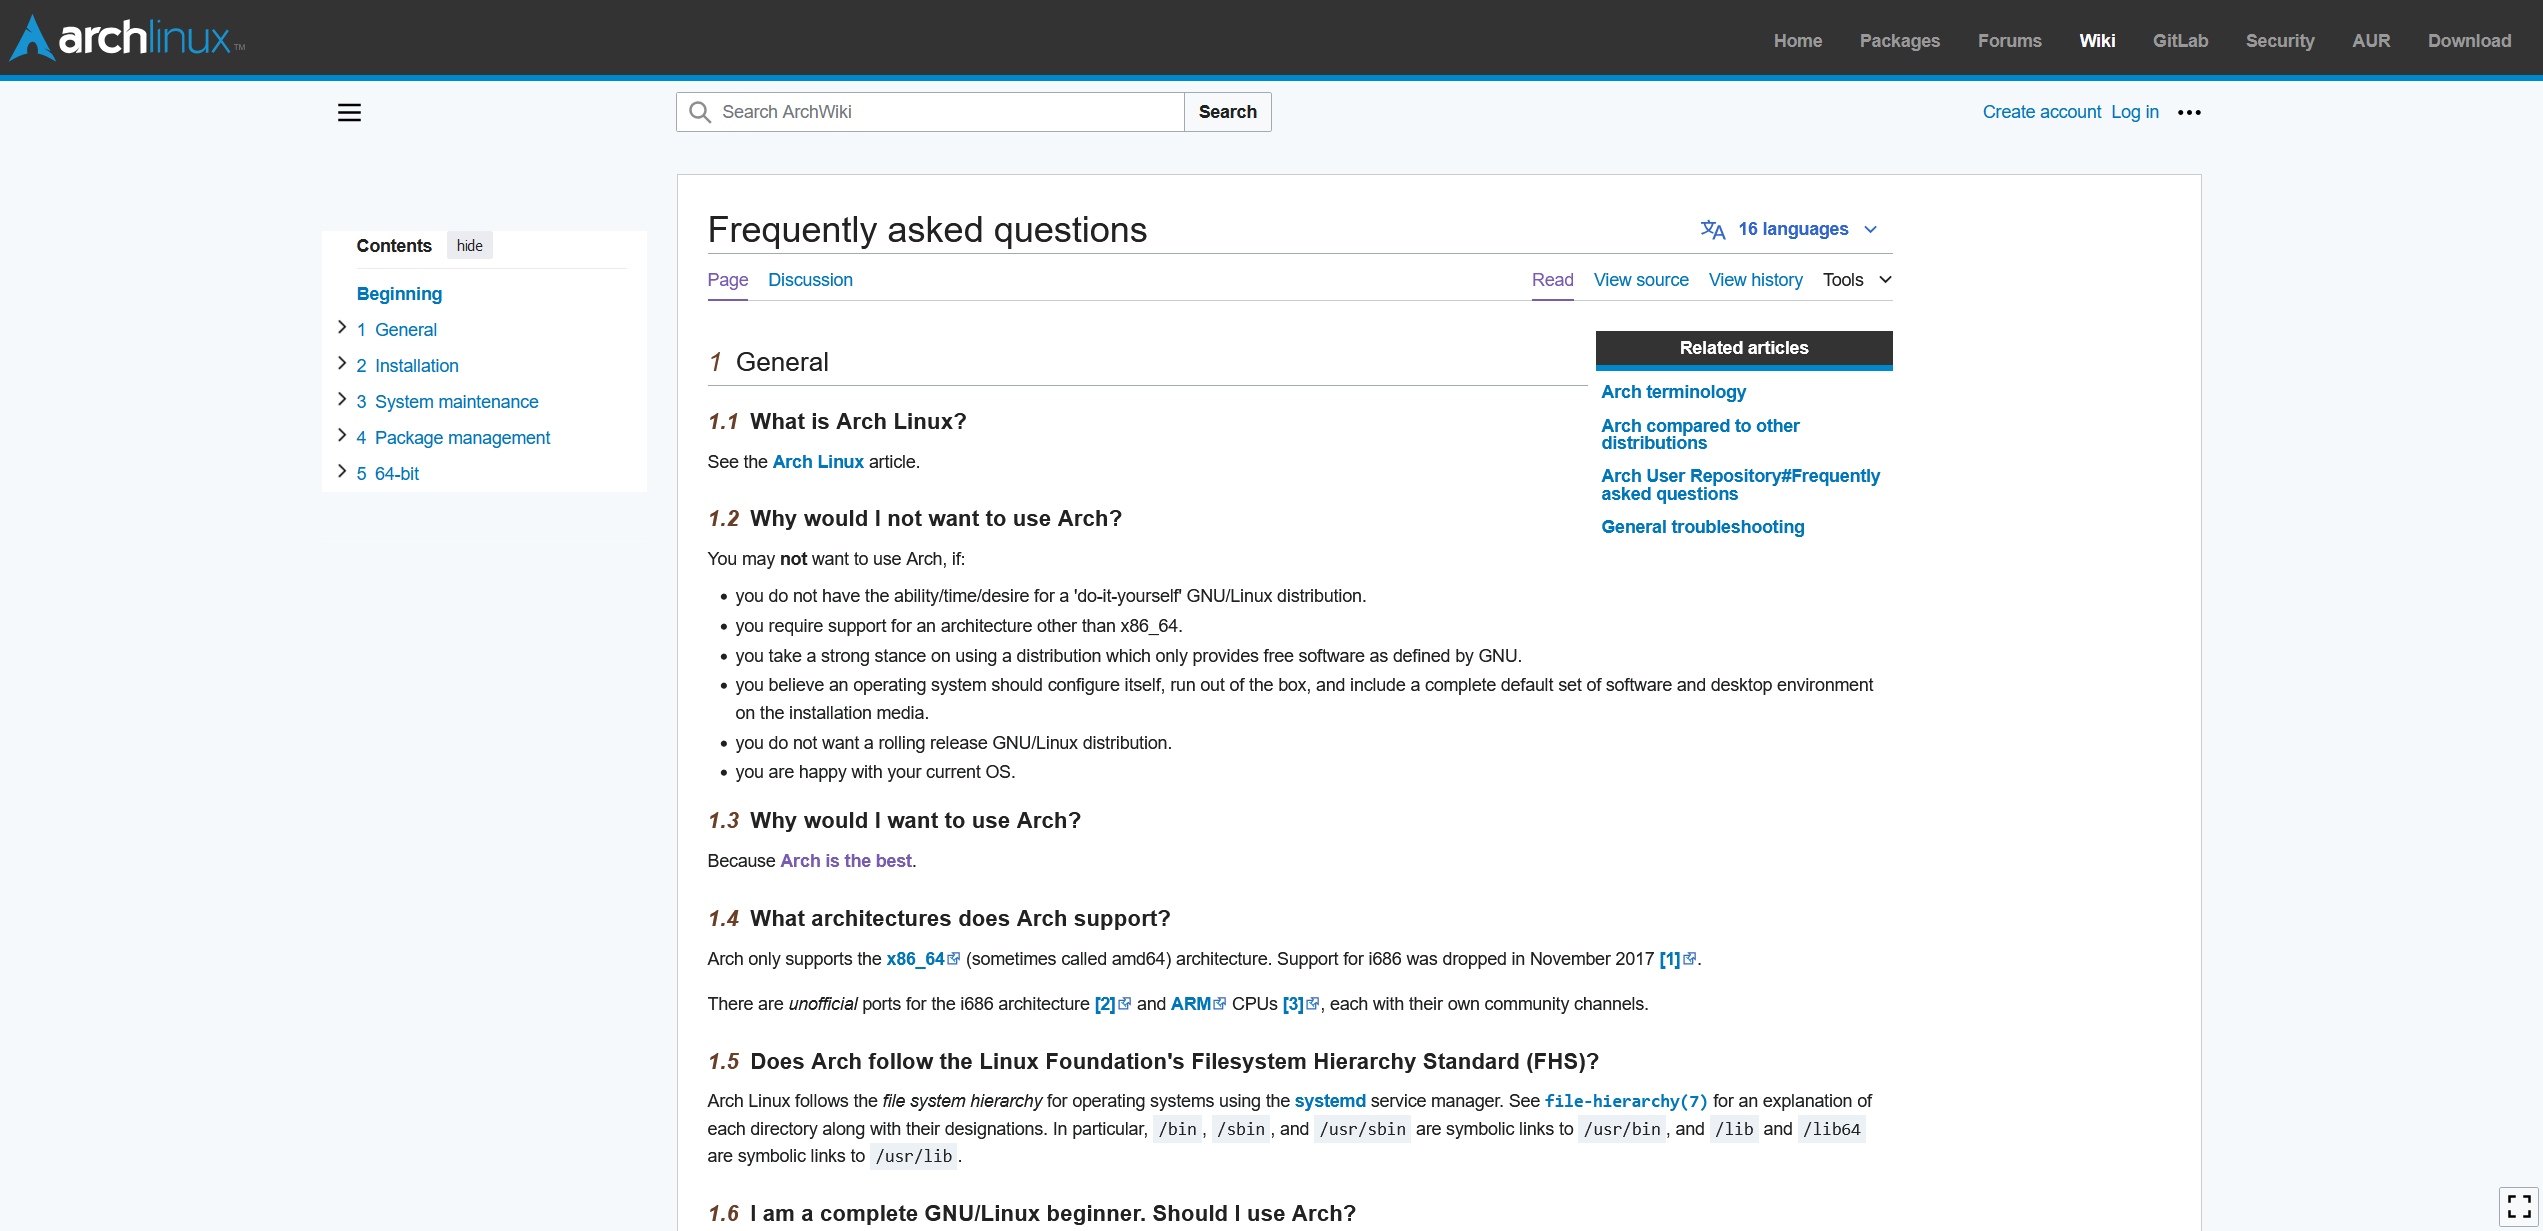 archlinux™
Home Packages Forums Wiki GitLab Security AUR Download
Search ArchWiki Search
Create account Log in
Contents hide
Beginning
1 General
2 Installation
3 System maintenance
4 Package management
5 64-bit
Frequently asked questions
16 languages
Page Discussion
Read View source View history Tools
Related articles
Arch terminology
Arch compared to other
distributions
Arch User Repository#Frequently
asked questions
General troubleshooting
1 General
1.1 What is Arch Linux?
See the Arch Linux article.
1.2 Why would I not want to use Arch?
You may not want to use Arch, if:
• you do not have the ability/time/desire for a 'do-it-yourself' GNU/Linux distribution.
• you require support for an architecture other than x86_64.
• you take a strong stance on using a distribution which only provides free software as defined by GNU.
• you believe an operating system should configure itself, run out of the box, and include a complete default set of software and desktop environment
on the installation media.
• you do not want a rolling release GNU/Linux distribution.
• you are happy with your current OS.
1.3 Why would I want to use Arch?
Because Arch is the best.
1.4 What architectures does Arch support?
Arch only supports the x86_64 (sometimes called amd64) architecture. Support for i686 was dropped in November 2017 [1].
There are unofficial ports for the i686 architecture [2] and ARM CPUs [3], each with their own community channels.
1.5 Does Arch follow the Linux Foundation's Filesystem Hierarchy Standard (FHS)?
Arch Linux follows the file system hierarchy for operating systems using the systemd service manager. See file-hierarchy(7) for an explanation of
each directory along with their designations. In particular, /bin, /sbin, and /usr/sbin are symbolic links to /usr/bin, and /lib and /lib64
are symbolic links to /usr/lib.
1.6 I am a complete GNU/Linux beginner. Should I use Arch?